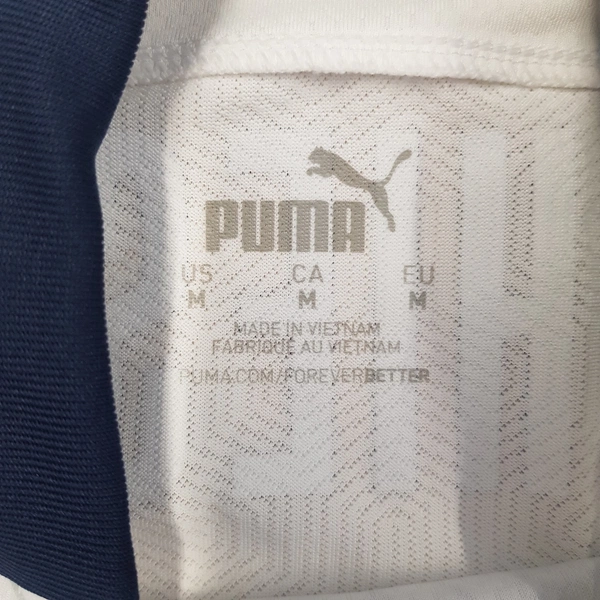 PUMA
US CA EU
M M M
MADE IN VIETNAM
FABRIQUÉ AU VIETNAM
PUMA.COM/FOREVERBETTER